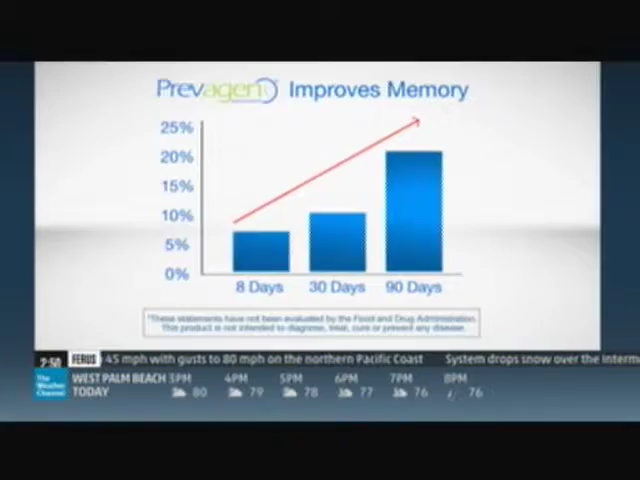 Prevagen Improves Memory
25%
20%
15%
10%
5%
0%
8 Days 30 Days 90 Days
*These statements have not been evaluated by the Food and Drug Administration.
This product is not intended to diagnose, treat, cure or prevent any disease.
2:50 FERUS 45 mph with gusts to 80 mph on the northern Pacific Coast System drops snow over the Interm
The Weather Channel
WEST PALM BEACH 3PM 4PM 5PM 6PM 7PM 8PM
TODAY 80 79 78 77 76 76